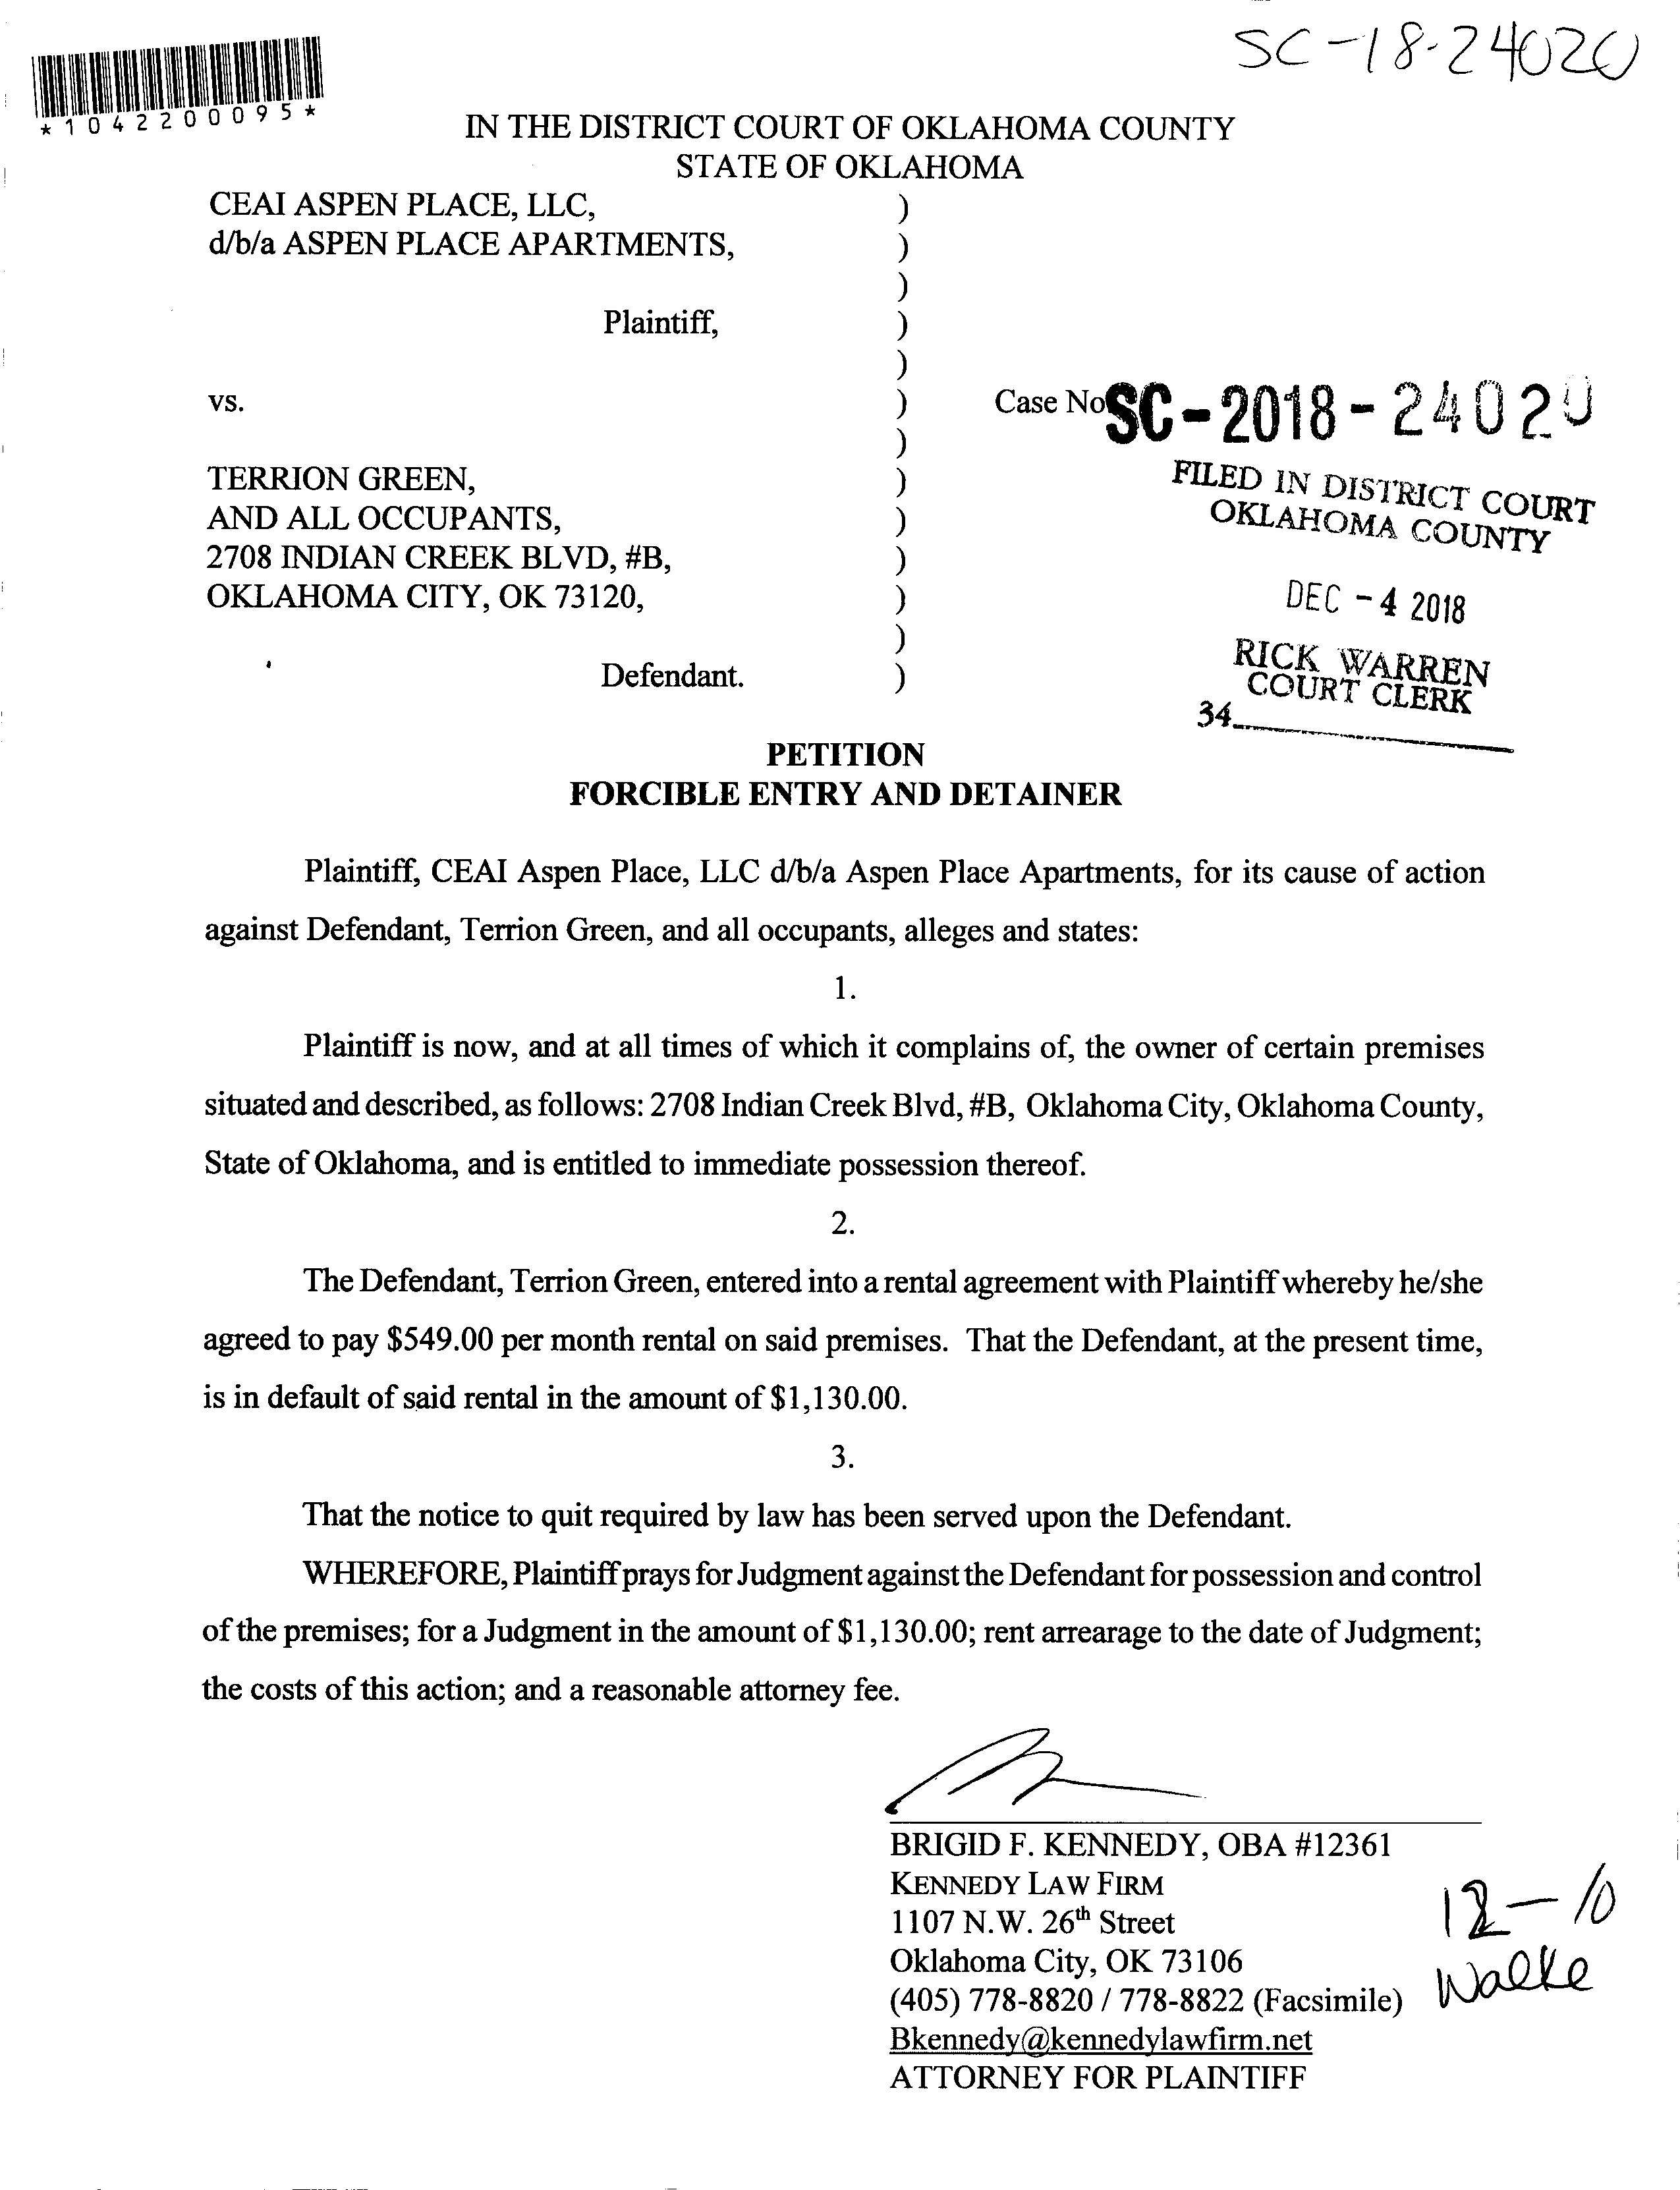 SC-18-24020
*1042200095*
IN THE DISTRICT COURT OF OKLAHOMA COUNTY
STATE OF OKLAHOMA
CEAI ASPEN PLACE, LLC, )
d/b/a ASPEN PLACE APARTMENTS, )
)
Plaintiff, )
)
vs. ) Case No SC-2018-24020
)
TERRION GREEN, ) FILED IN DISTRICT COURT
AND ALL OCCUPANTS, ) OKLAHOMA COUNTY
2708 INDIAN CREEK BLVD, #B, )
OKLAHOMA CITY, OK 73120, ) DEC -4 2018
)
Defendant. ) RICK WARREN
COURT CLERK
34
PETITION
FORCIBLE ENTRY AND DETAINER
Plaintiff, CEAI Aspen Place, LLC d/b/a Aspen Place Apartments, for its cause of action
against Defendant, Terrion Green, and all occupants, alleges and states:
1.
Plaintiff is now, and at all times of which it complains of, the owner of certain premises
situated and described, as follows: 2708 Indian Creek Blvd, #B, Oklahoma City, Oklahoma County,
State of Oklahoma, and is entitled to immediate possession thereof.
2.
The Defendant, Terrion Green, entered into a rental agreement with Plaintiff whereby he/she
agreed to pay $549.00 per month rental on said premises. That the Defendant, at the present time,
is in default of said rental in the amount of $1,130.00.
3.
That the notice to quit required by law has been served upon the Defendant.
WHEREFORE, Plaintiff prays for Judgment against the Defendant for possession and control
of the premises; for a Judgment in the amount of $1,130.00; rent arrearage to the date of Judgment;
the costs of this action; and a reasonable attorney fee.
BRIGID F. KENNEDY, OBA #12361
KENNEDY LAW FIRM
1107 N.W. 26th Street
Oklahoma City, OK 73106
(405) 778-8820 / 778-8822 (Facsimile)
Bkennedy@kennedylawfirm.net
ATTORNEY FOR PLAINTIFF
12-10
Walke